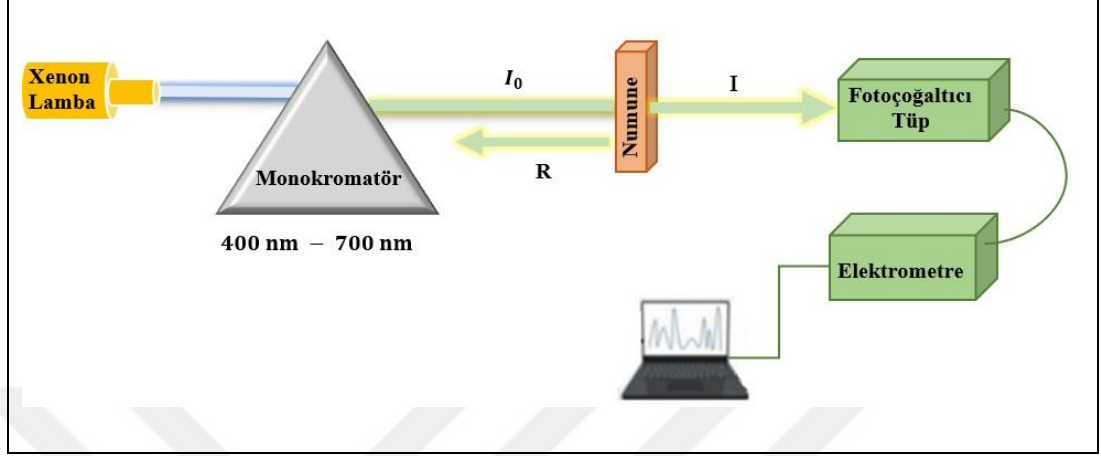 Xenon
Lamba
I₀
I
R
Numune
Fotoçoğaltıcı
Tüp
Monokromatör
400 nm – 700 nm
Elektrometre